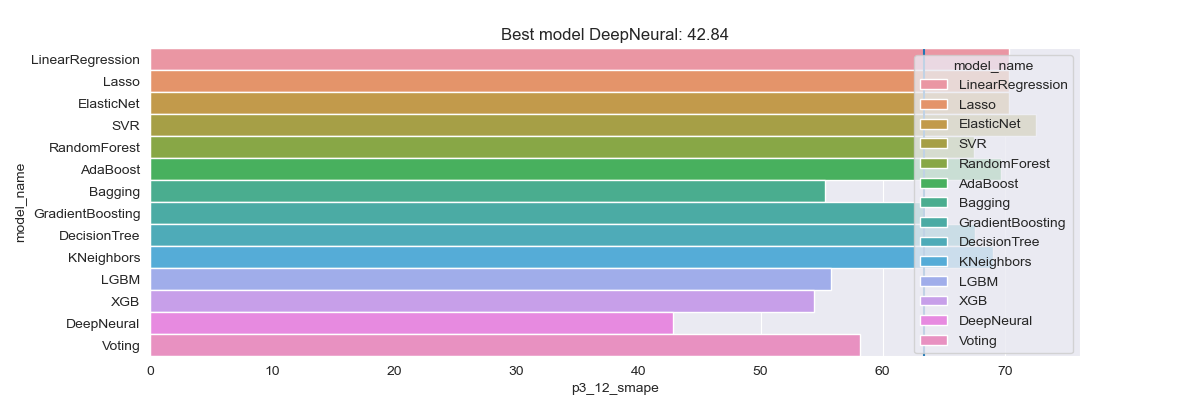 Best model DeepNeural: 42.84
model_name
LinearRegression
Lasso
ElasticNet
SVR
RandomForest
AdaBoost
Bagging
GradientBoosting
DecisionTree
KNeighbors
LGBM
XGB
DeepNeural
Voting
model_name
LinearRegression
Lasso
ElasticNet
SVR
RandomForest
AdaBoost
Bagging
GradientBoosting
DecisionTree
KNeighbors
LGBM
XGB
DeepNeural
Voting
0 10 20 30 40 50 60 70
p3_12_smape